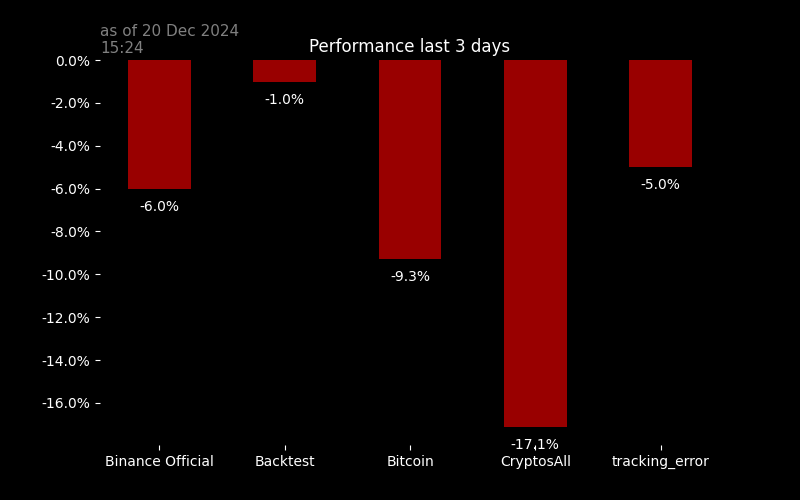 as of 20 Dec 2024
15:24
Performance last 3 days
0.0%
-2.0%
-4.0%
-6.0%
-8.0%
-10.0%
-12.0%
-14.0%
-16.0%
-6.0%
-1.0%
-9.3%
-17.1%
-5.0%
Binance Official
Backtest
Bitcoin
CryptosAll
tracking_error